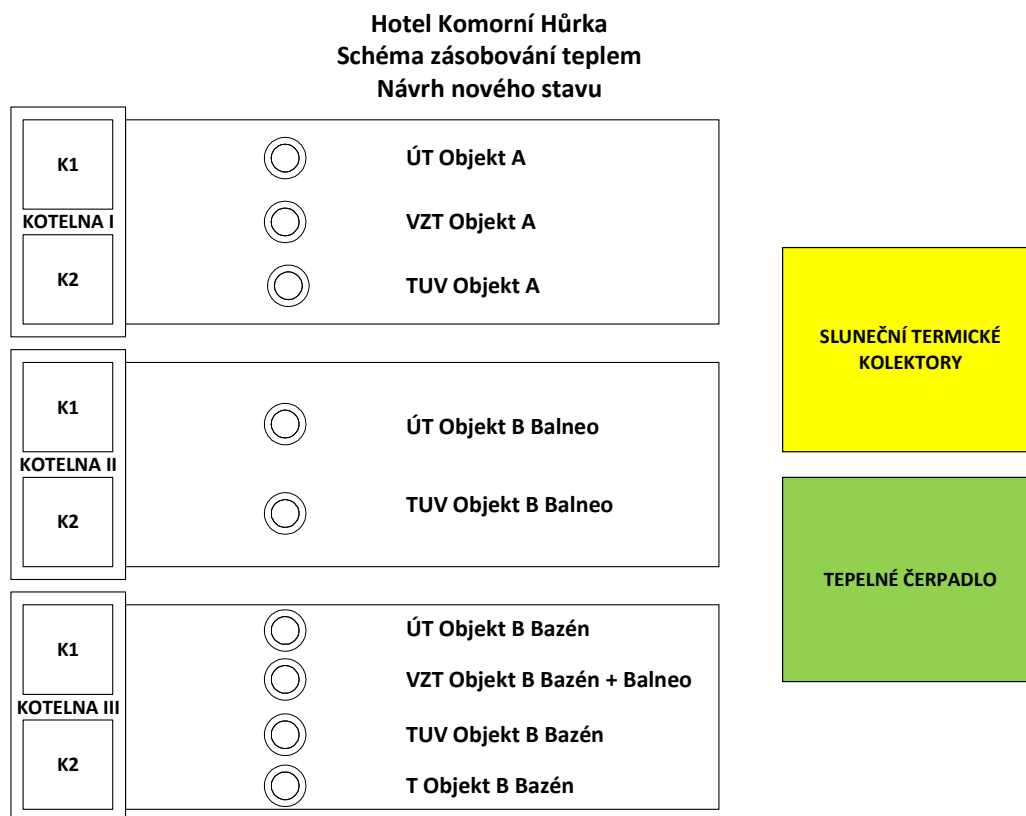 Hotel Komorní Hůrka
Schéma zásobování teplem
Návrh nového stavu
K1
KOTELNA I
K2
ÚT Objekt A
VZT Objekt A
TUV Objekt A
K1
KOTELNA II
K2
ÚT Objekt B Balneo
TUV Objekt B Balneo
K1
KOTELNA III
K2
ÚT Objekt B Bazén
VZT Objekt B Bazén + Balneo
TUV Objekt B Bazén
T Objekt B Bazén
SLUNEČNÍ TERMICKÉ
KOLEKTORY
TEPELNÉ ČERPADLO